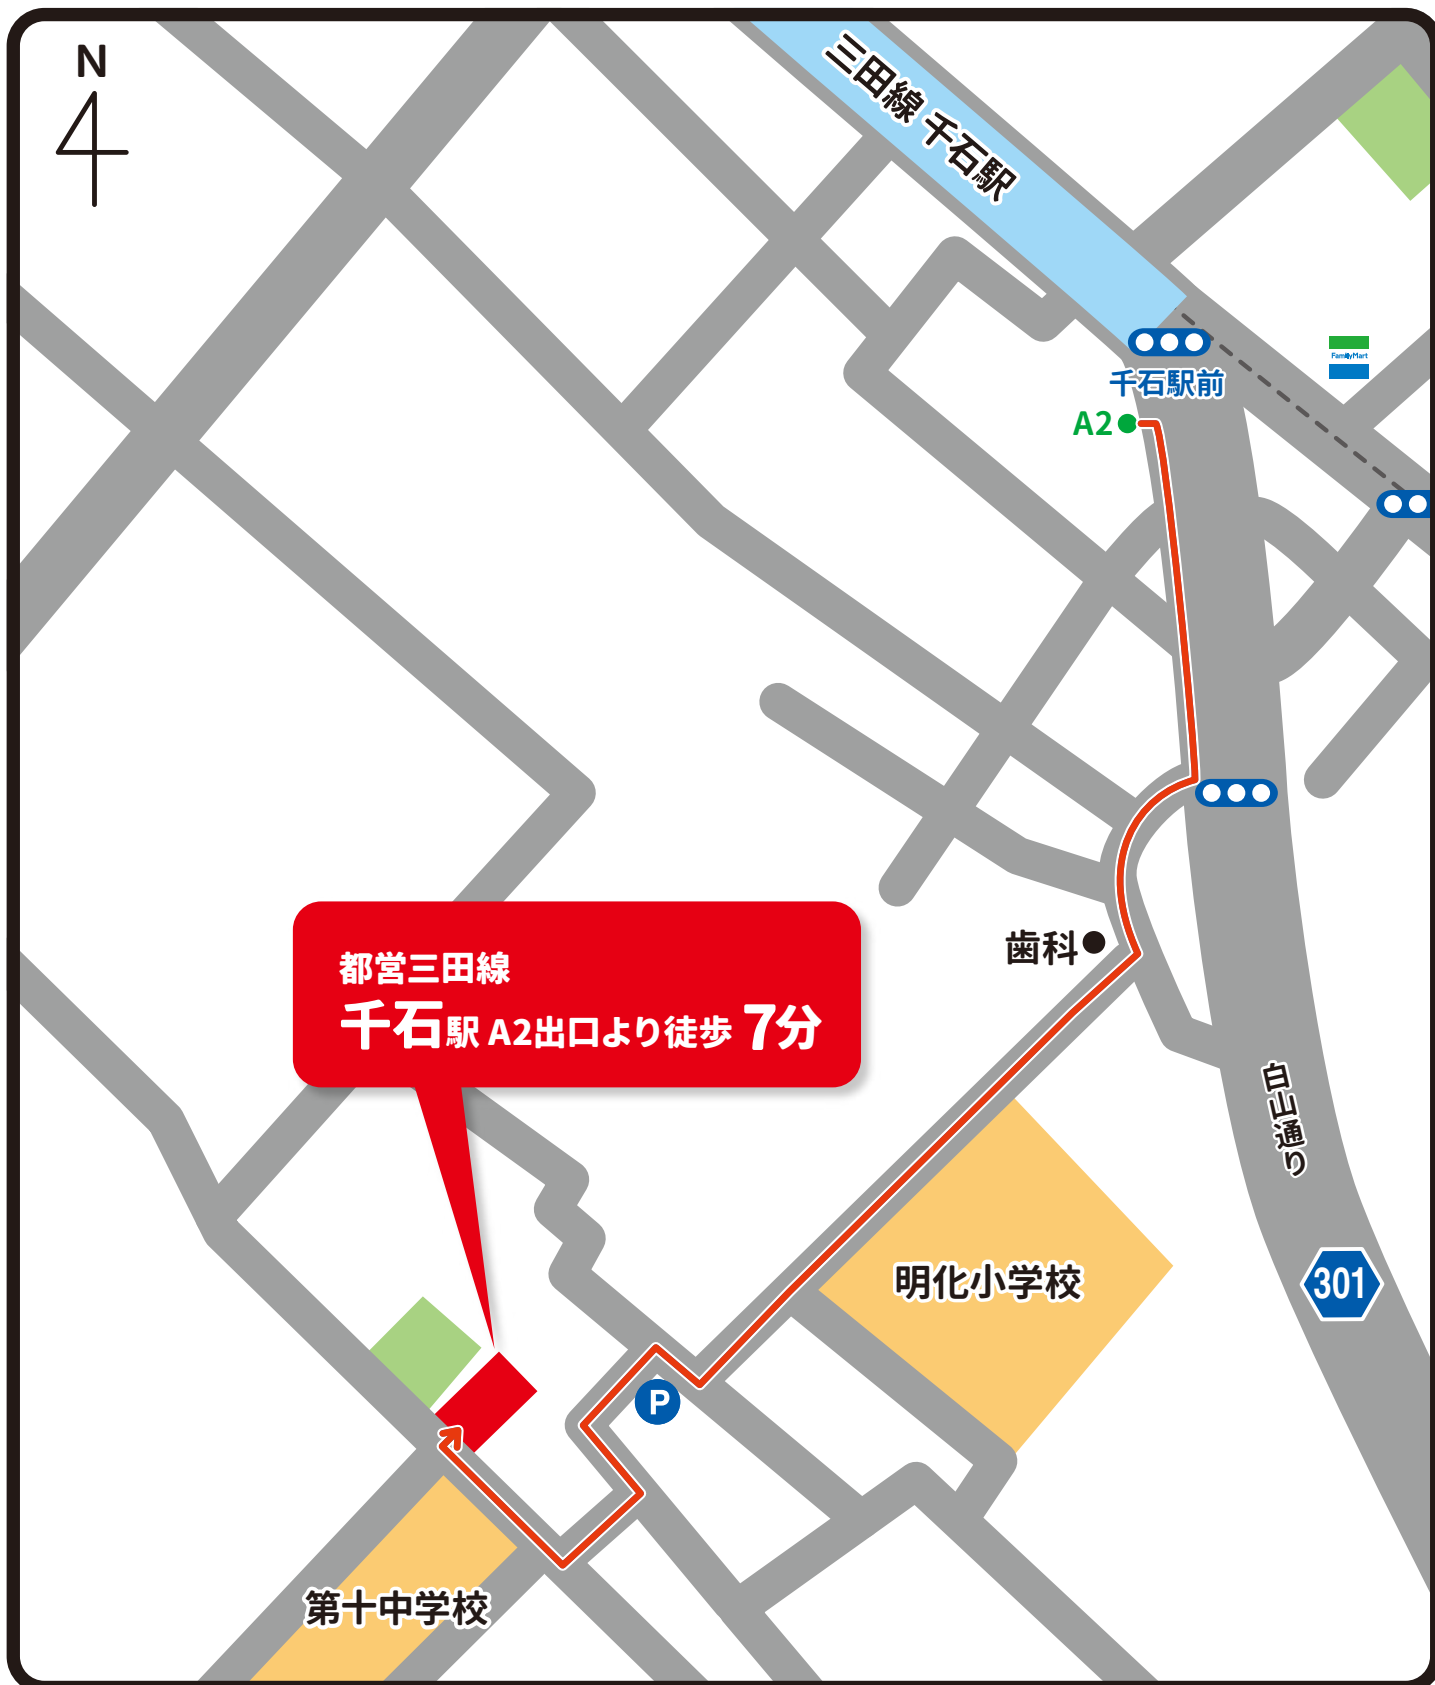 N
三田線 千石駅
FamilyMart
千石駅前
A2
歯科
都営三田線
千石駅 A2出口より徒歩 7分
白山通り
明化小学校
301
P
第十中学校